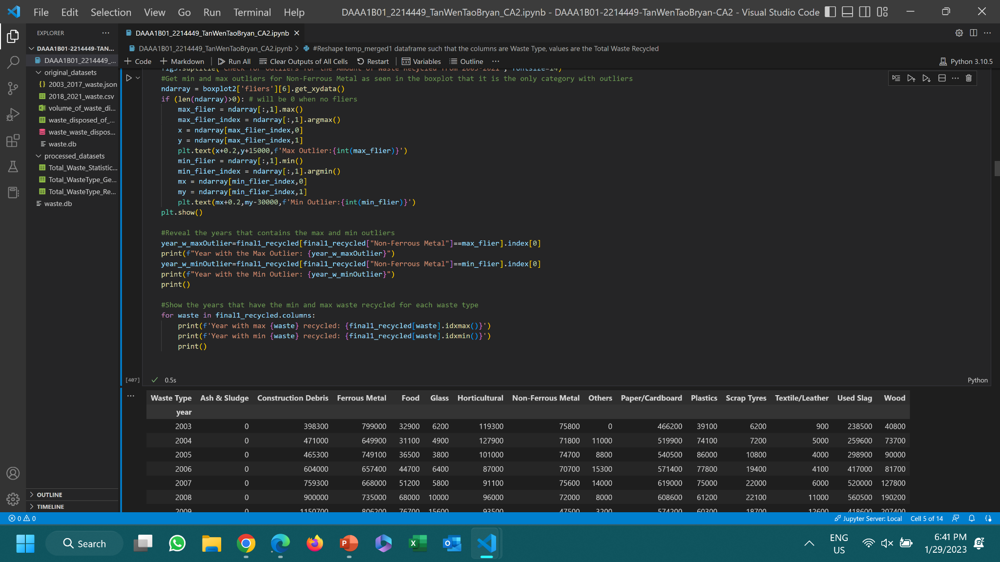 File Edit Selection View Go Run Terminal Help
DAAA1B01_2214449_TanWenTaoBryan_CA2.ipynb - DAAA1B01-2214449-TanWenTaoBryan-CA2 - Visual Studio Code
EXPLORER
DAAA1B01-2214449-TAN...
DAAA1B01_2214449_...
original_datasets
2003_2017_waste.json
2018_2021_waste.csv
volume_of_waste_di...
waste_disposed_of_...
waste_waste_dispos...
waste.db
processed_datasets
Total_Waste_Statistic...
Total_WasteType_Ge...
Total_WasteType_Re...
waste.db
OUTLINE
TIMELINE
DAAA1B01_2214449_TanWenTaoBryan_CA2.ipynb
DAAA1B01_2214449_TanWenTaoBryan_CA2.ipynb > #Reshape temp_merged1 dataframe such that the columns are Waste Type, values are the Total Waste Recycled
+ Code + Markdown Run All Clear Outputs of All Cells Restart Variables Outline ... Python 3.10.5
#Get min and max outliers for Non-Ferrous Metal as seen in the boxplot that it is the only category with outliers
ndarray = boxplot2['fliers'][6].get_xydata()
if (len(ndarray)>0): # will be 0 when no fliers
max_flier = ndarray[:,1].max()
max_flier_index = ndarray[:,1].argmax()
x = ndarray[max_flier_index,0]
y = ndarray[max_flier_index,1]
plt.text(x+0.2,y+15000,f'Max Outlier:{int(max_flier)}')
min_flier = ndarray[:,1].min()
min_flier_index = ndarray[:,1].argmin()
mx = ndarray[min_flier_index,0]
my = ndarray[min_flier_index,1]
plt.text(mx+0.2,my-30000,f'Min Outlier:{int(min_flier)}')
plt.show()
#Reveal the years that contains the max and min outliers
year_w_maxOutlier=final1_recycled[final1_recycled["Non-Ferrous Metal"]==max_flier].index[0]
print(f"Year with the Max Outlier: {year_w_maxOutlier}")
year_w_minOutlier=final1_recycled[final1_recycled["Non-Ferrous Metal"]==min_flier].index[0]
print(f"Year with the Min Outlier: {year_w_minOutlier}")
print()
#Show the years that have the min and max waste recycled for each waste type
for waste in final1_recycled.columns:
print(f'Year with max {waste} recycled: {final1_recycled[waste].idxmax()}')
print(f'Year with min {waste} recycled: {final1_recycled[waste].idxmin()}')
print()
[407] 0.5s Python
Waste Type Ash & Sludge Construction Debris Ferrous Metal Food Glass Horticultural Non-Ferrous Metal Others Paper/Cardboard Plastics Scrap Tyres Textile/Leather Used Slag Wood
year
2003 0 398300 799000 32900 6200 119300 75800 0 466200 39100 6200 900 238500 40800
2004 0 471000 649900 31100 4900 127900 71800 11000 519900 74100 7200 5000 259600 73700
2005 0 465300 749100 36500 3800 101000 74700 8800 540500 86000 10800 4000 298900 90000
2006 0 604000 657400 44700 6400 87000 70700 15300 571400 77800 19400 4100 417000 81700
2007 0 759300 668000 51200 5800 91100 75600 14000 619000 75000 22000 6000 520000 127800
2008 0 900000 735000 68000 10000 96000 72000 8000 608600 61200 22100 11000 560500 190200
2009 0 1150700 806200 76700 15600 93500 47500 3200 574200 60300 18700 12600 418600 207400
0 0 Jupyter Server: Local Cell 5 of 14
Search
ENG
US
6:41 PM
1/29/2023